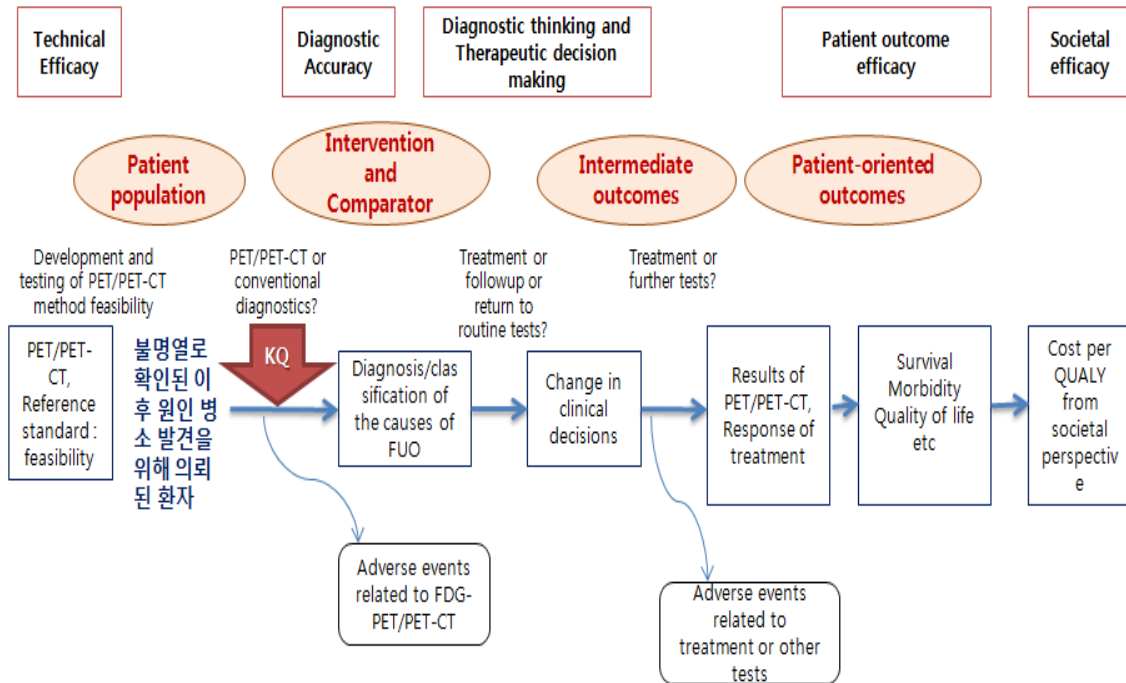 Technical
Efficacy
Diagnostic
Accuracy
Diagnostic thinking and
Therapeutic decision
making
Patient outcome
efficacy
Societal
efficacy
Patient
population
Intervention
and
Comparator
Intermediate
outcomes
Patient-oriented
outcomes
Development and
testing of PET/PET-CT
method feasibility
PET/PET-CT or
conventional
diagnostics?
Treatment or
followup or
return to
routine tests?
Treatment or
further tests?
PET/PET-
CT,
Reference
standard :
feasibility
불명열로
확인된 이
후 원인 병
소 발견을
위해 의뢰
된 환자
KQ
Diagnosis/clas
sification of
the causes of
FUO
Change in
clinical
decisions
Results of
PET/PET-CT,
Response of
treatment
Survival
Morbidity
Quality of life
etc
Cost per
QUALY
from
societal
perspectiv
e
Adverse events
related to FDG-
PET/PET-CT
Adverse events
related to
treatment or other
tests